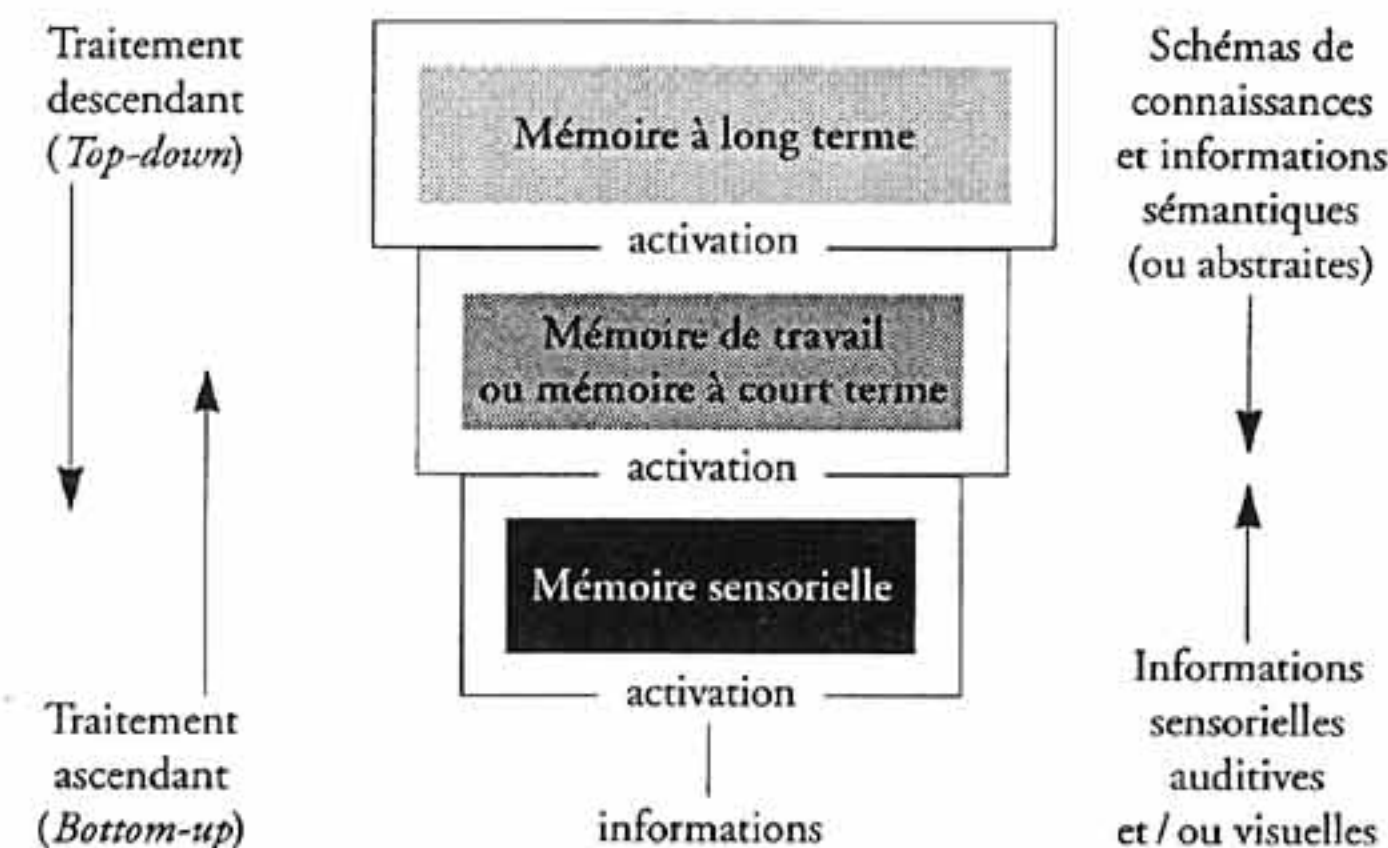 Traitement
descendant
(Top-down)
Mémoire à long terme
Schémas de
connaissances
et informations
sémantiques
(ou abstraites)
activation
Mémoire de travail
ou mémoire à court terme
activation
Mémoire sensorielle
activation
Traitement
ascendant
(Bottom-up)
informations
Informations
sensorielles
auditives
et / ou visuelles